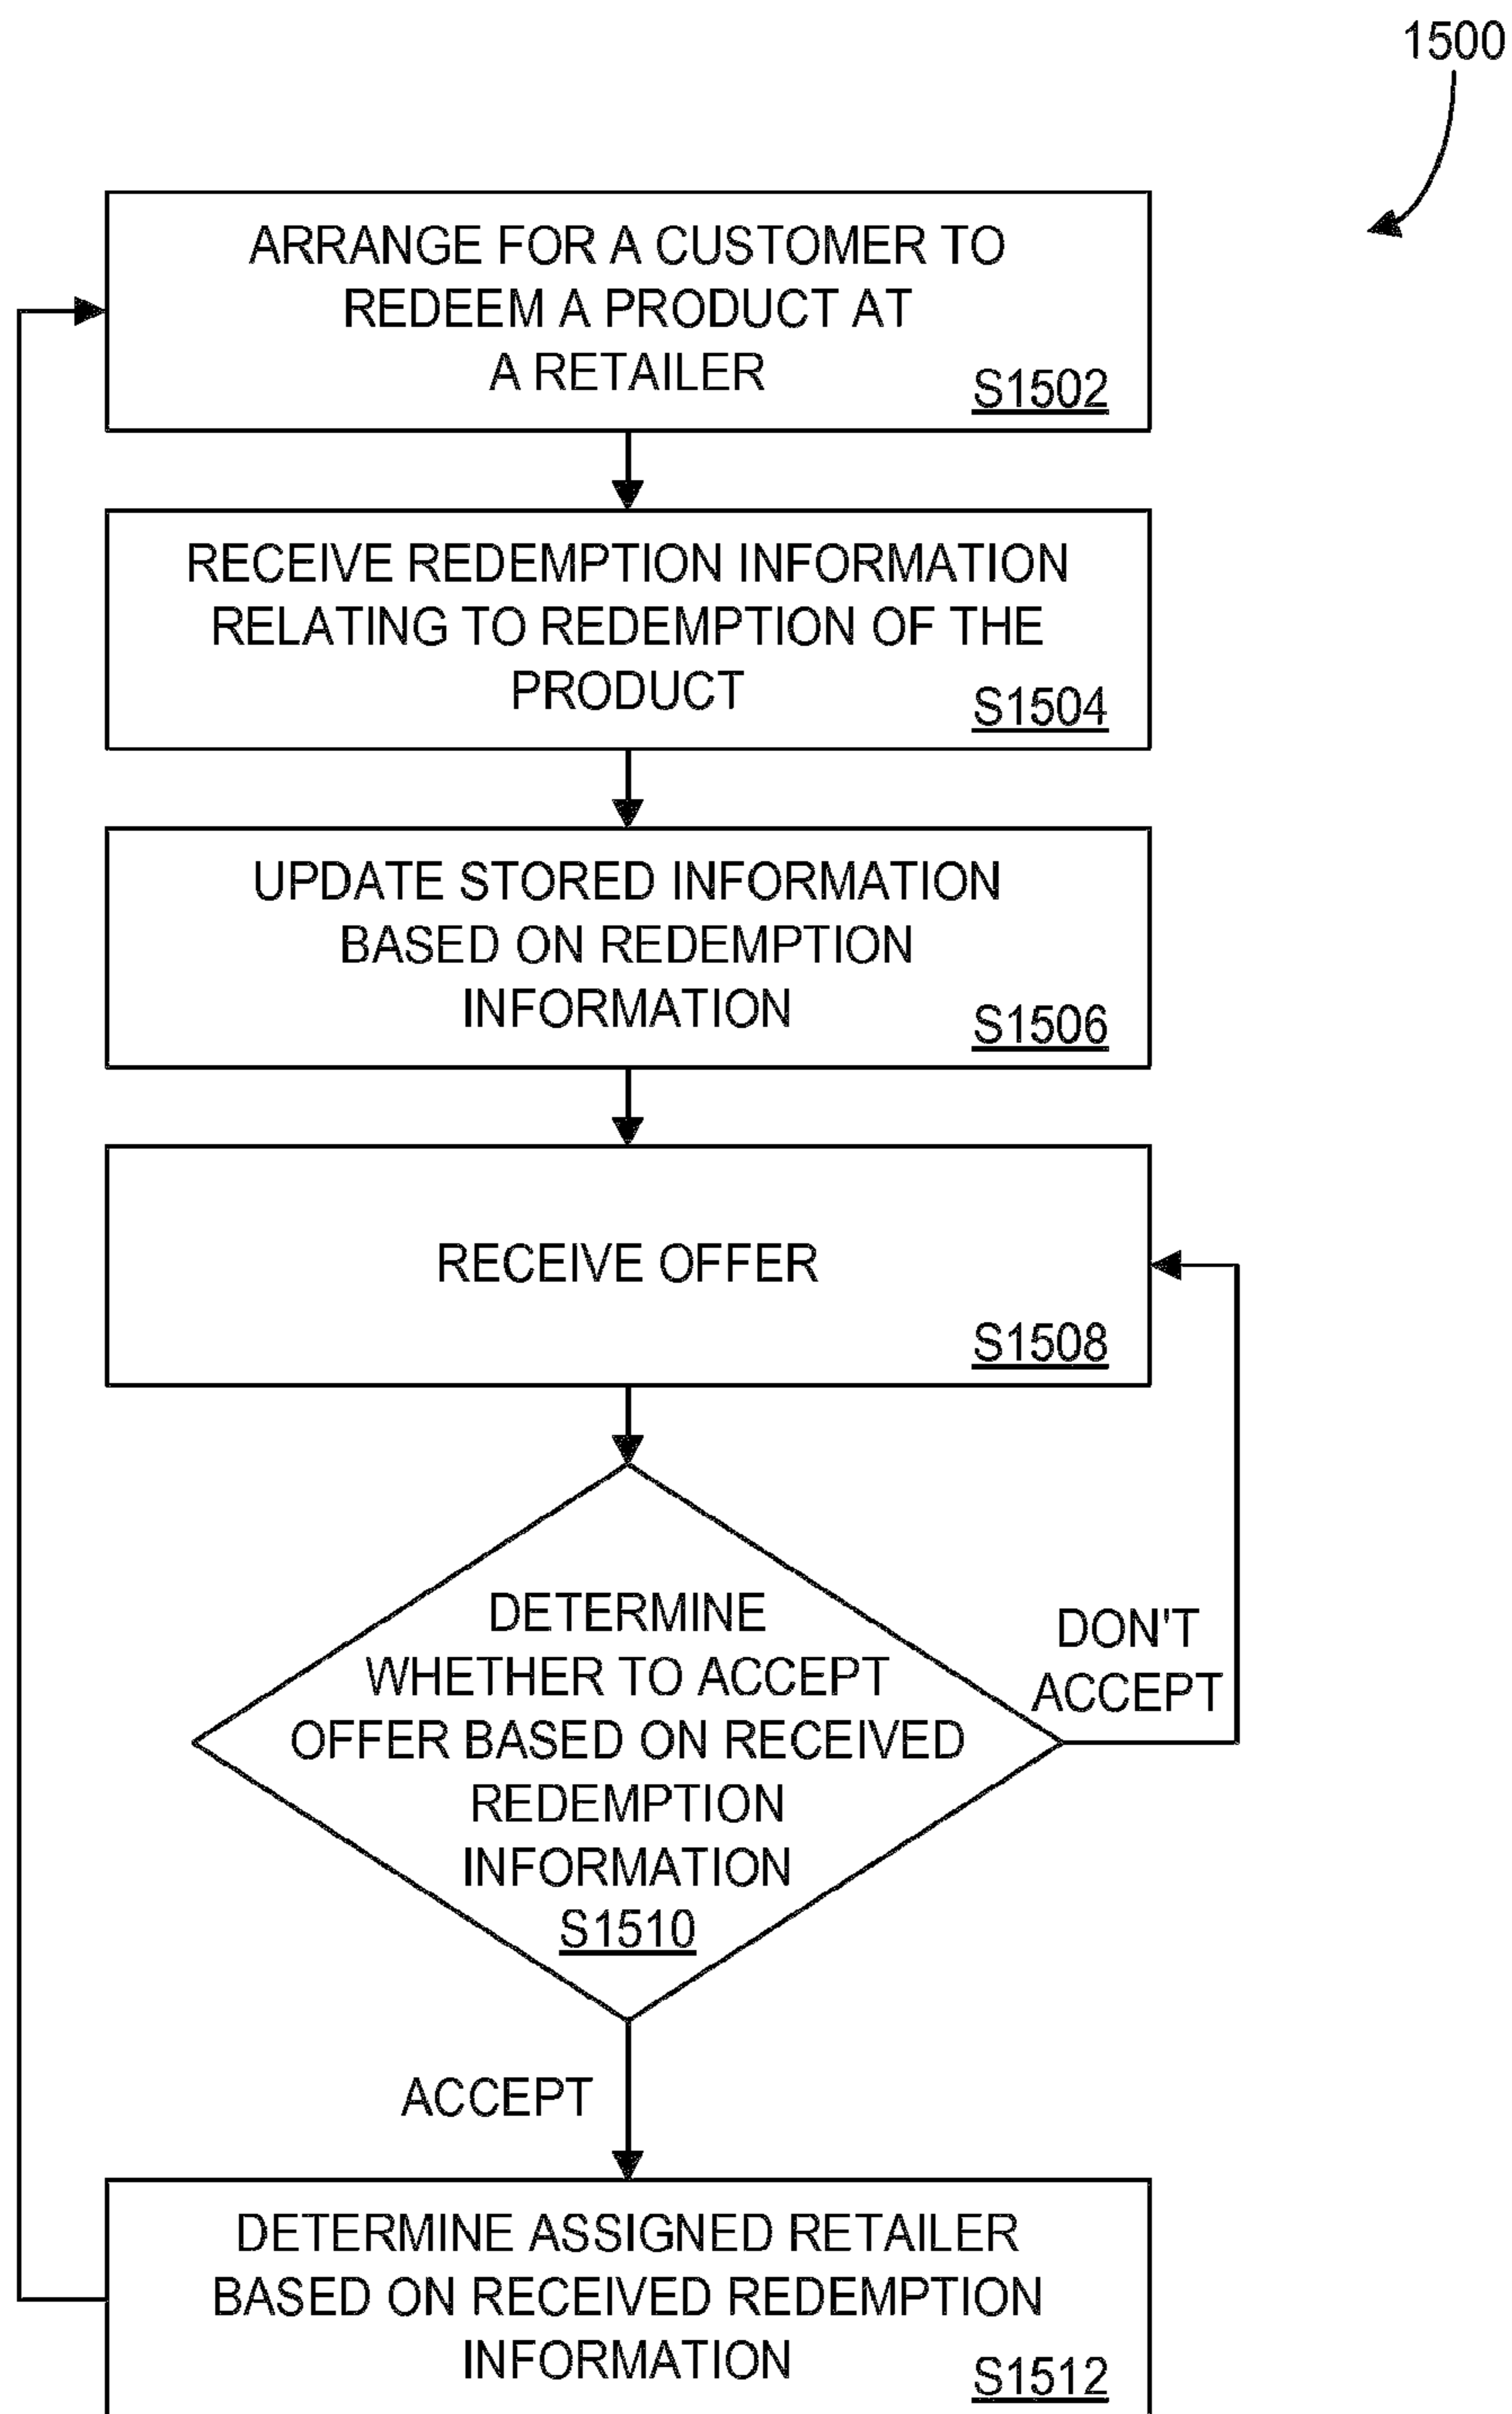 1500
ARRANGE FOR A CUSTOMER TO
REDEEM A PRODUCT AT
A RETAILER
S1502
RECEIVE REDEMPTION INFORMATION
RELATING TO REDEMPTION OF THE
PRODUCT
S1504
UPDATE STORED INFORMATION
BASED ON REDEMPTION
INFORMATION
S1506
RECEIVE OFFER
S1508
DETERMINE
WHETHER TO ACCEPT
OFFER BASED ON RECEIVED
REDEMPTION
INFORMATION
S1510
DON'T
ACCEPT
ACCEPT
DETERMINE ASSIGNED RETAILER
BASED ON RECEIVED REDEMPTION
INFORMATION
S1512